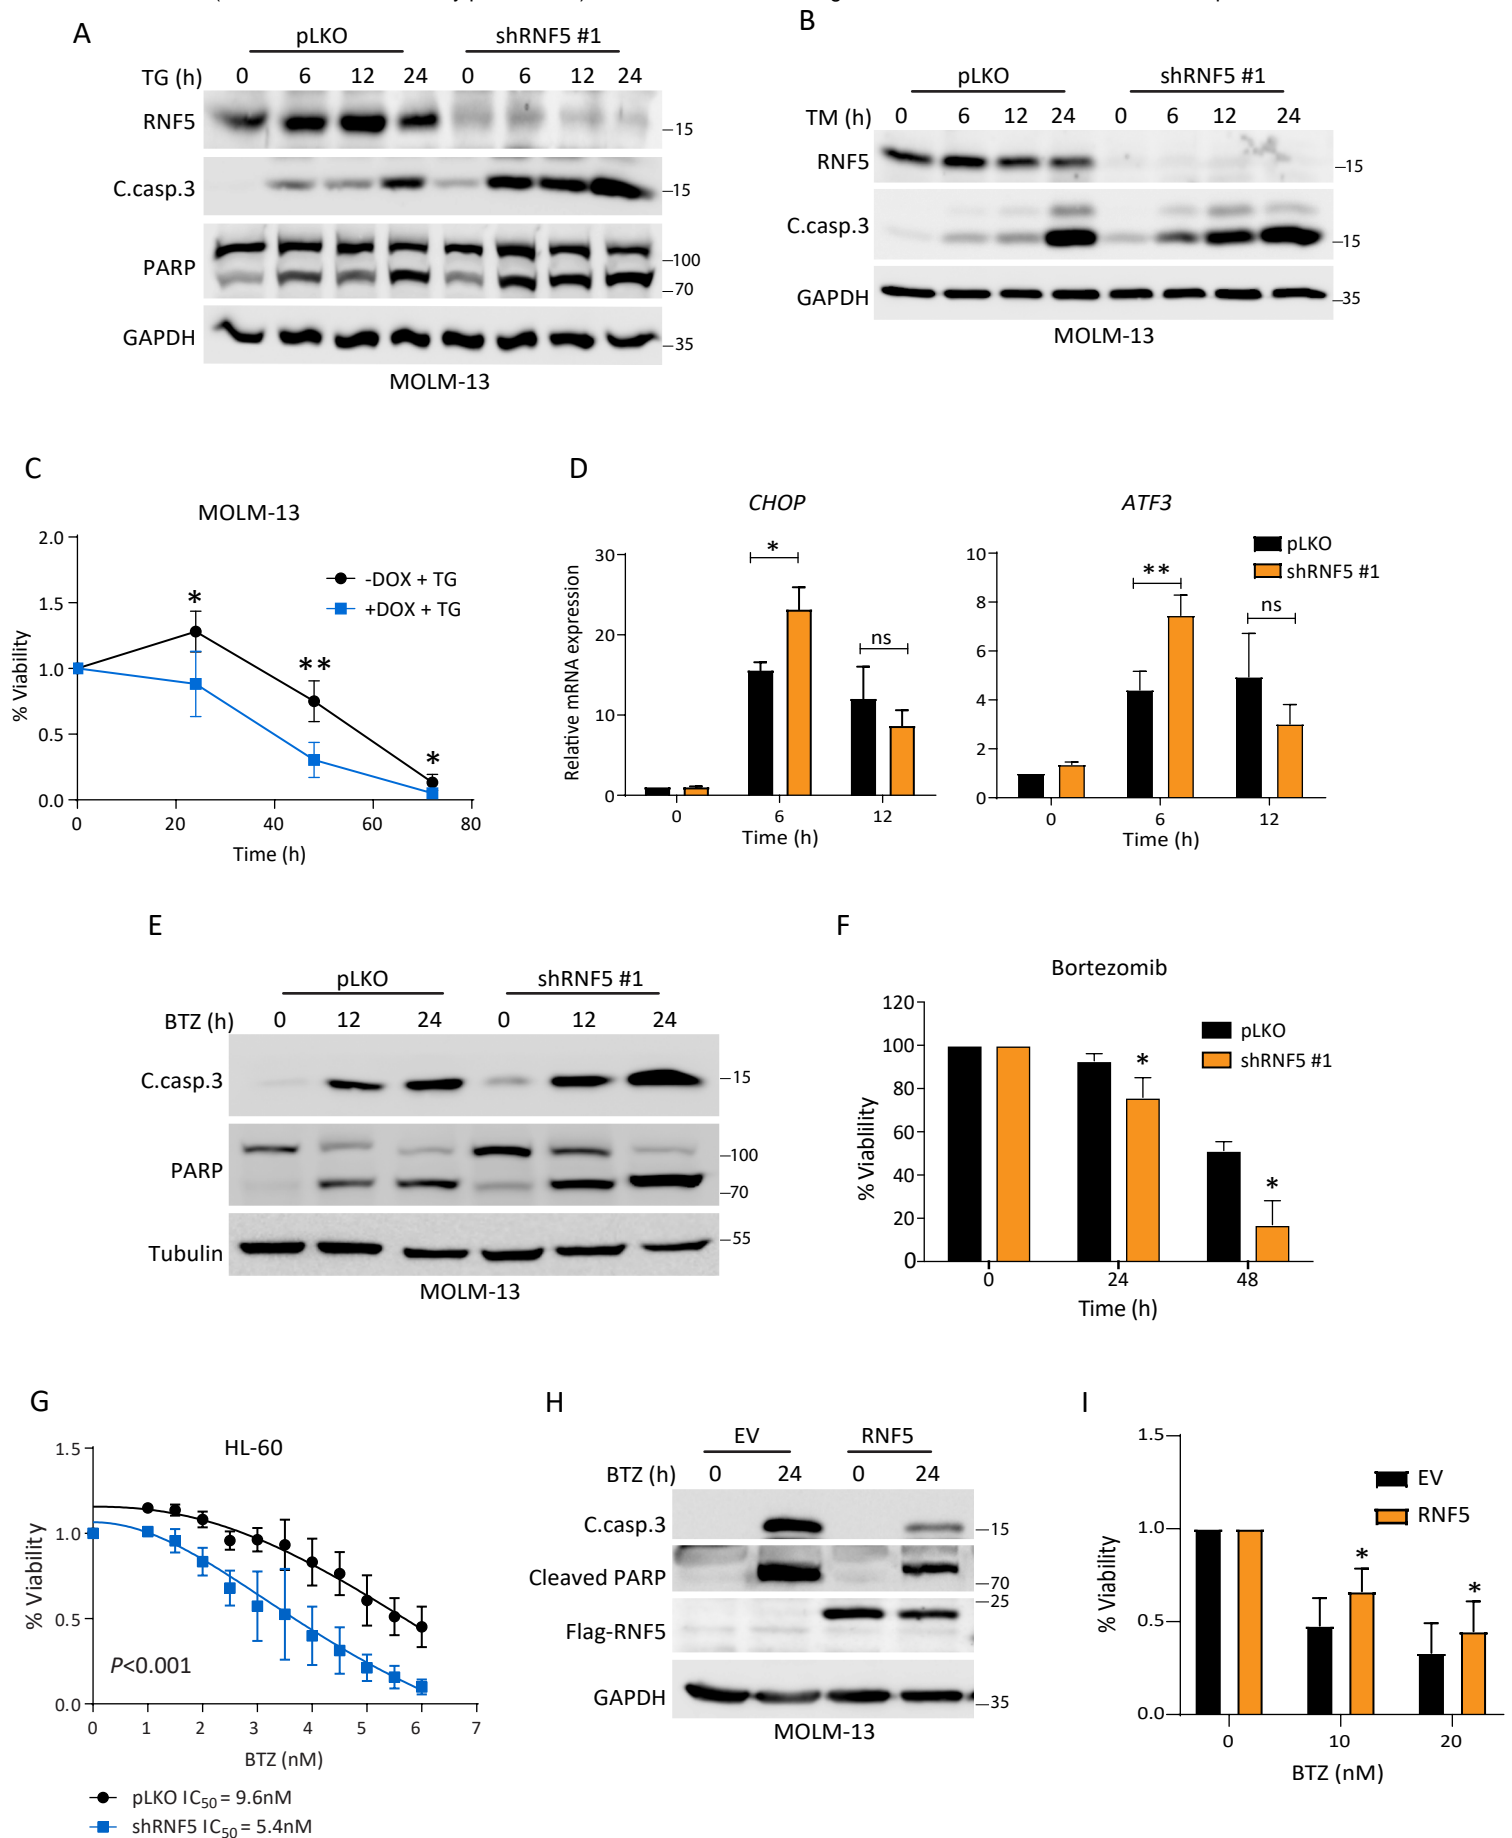 A
pLKO shRNF5 #1
TG (h) 0 6 12 24 0 6 12 24
RNF5 –15
C.casp.3 –15
PARP –100
–70
GAPDH –35
MOLM-13
B
pLKO shRNF5 #1
TM (h) 0 6 12 24 0 6 12 24
RNF5 –15
C.casp.3 –15
GAPDH –35
MOLM-13
C
MOLM-13
% Viability
2.0
1.5
1.0
0.5
0.0
* ** *
-DOX + TG
+DOX + TG
0 20 40 60 80
Time (h)
D
CHOP
Relative mRNA expression
30
20
10
0
* ns
0 6 12
Time (h)
ATF3
10
8
6
4
2
0
** ns
pLKO
shRNF5 #1
0 6 12
Time (h)
E
pLKO shRNF5 #1
BTZ (h) 0 12 24 0 12 24
C.casp.3 –15
PARP –100
–70
Tubulin –55
MOLM-13
F
Bortezomib
% Viablility
120
100
80
60
40
20
0
* *
pLKO
shRNF5 #1
0 24 48
Time (h)
G
HL-60
% Viability
1.5
1.0
0.5
0.0
P<0.001
0 1 2 3 4 5 6 7
BTZ (nM)
pLKO IC50 = 9.6nM
shRNF5 IC50 = 5.4nM
H
EV RNF5
BTZ (h) 0 24 0 24
C.casp.3 –15
Cleaved PARP –70
–25
Flag-RNF5
GAPDH –35
MOLM-13
I
% Viability
1.5
1.0
0.5
0.0
* *
EV
RNF5
0 10 20
BTZ (nM)